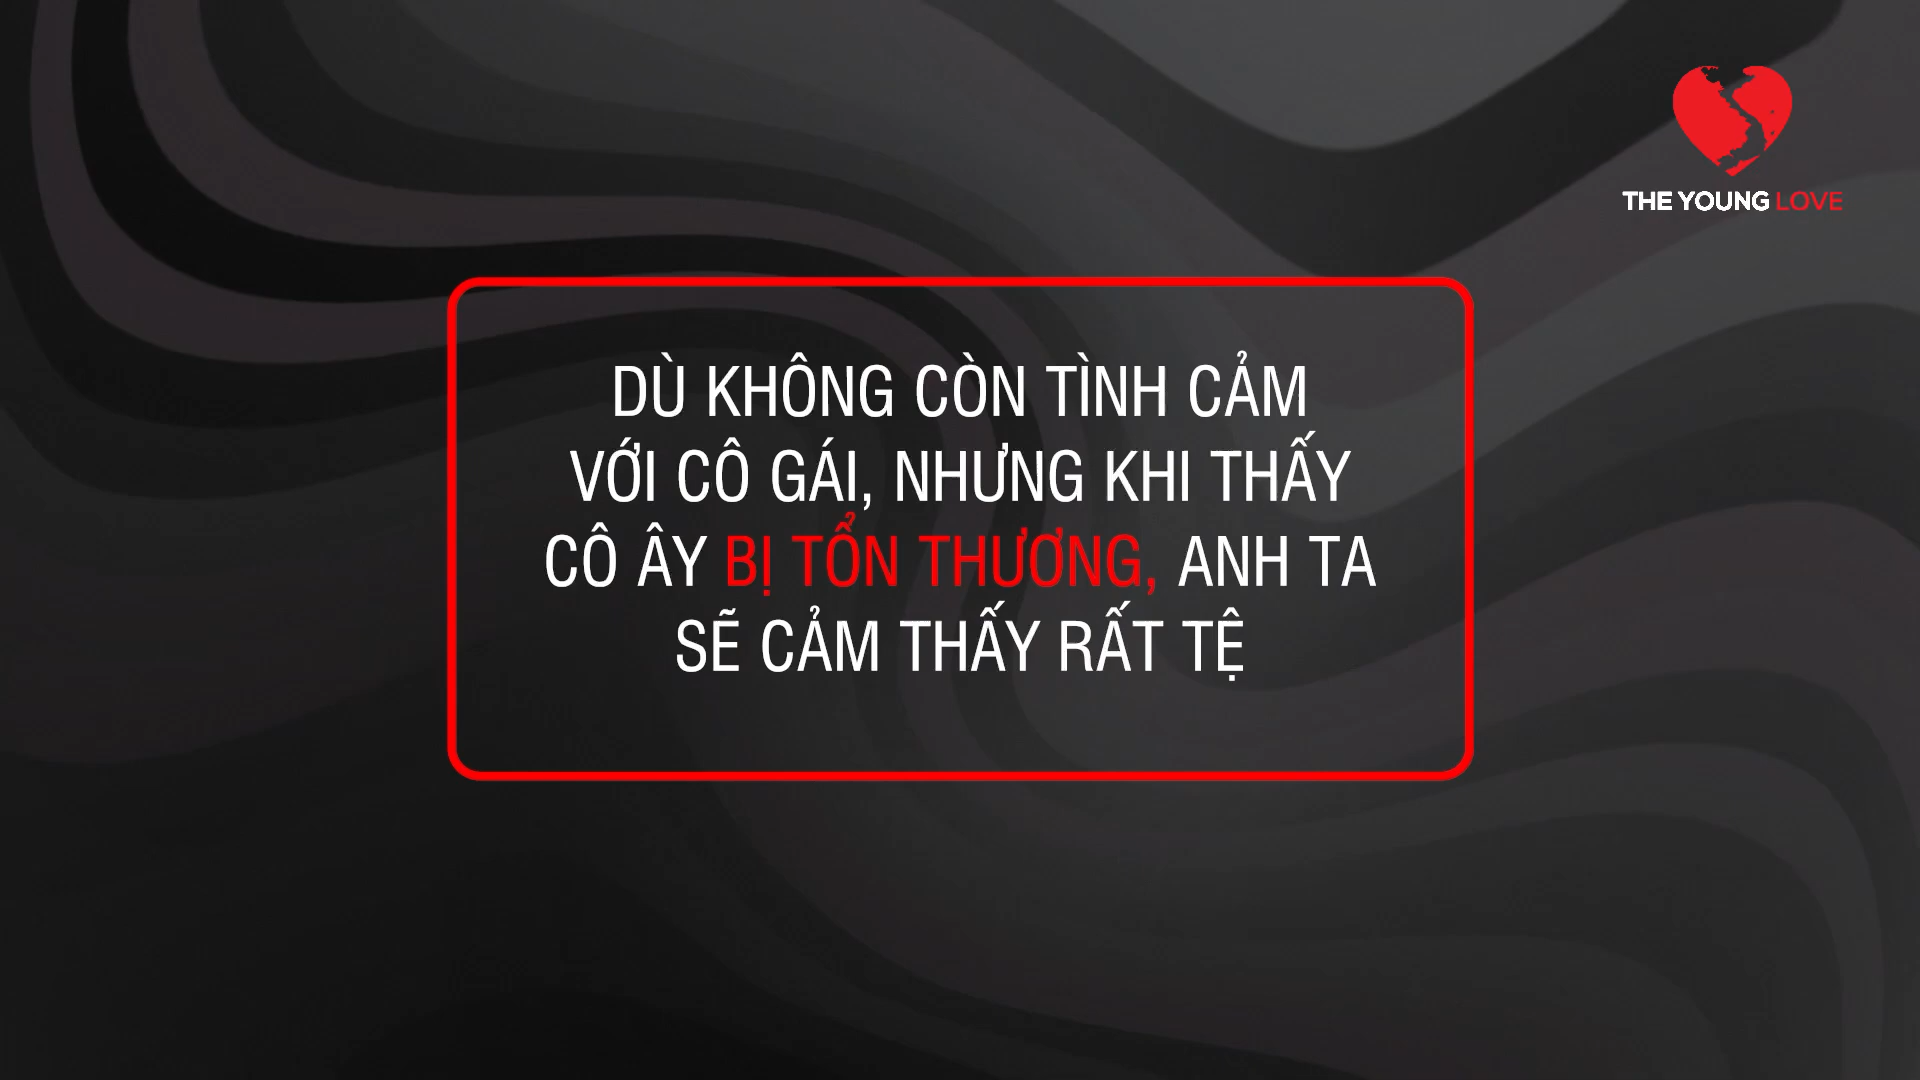 THE YOUNG LOVE
DÙ KHÔNG CÒN TÌNH CẢM
VỚI CÔ GÁI, NHƯNG KHI THẤY
CÔ ÂY BỊ TỔN THƯƠNG, ANH TA
SẼ CẢM THẤY RẤT TỆ